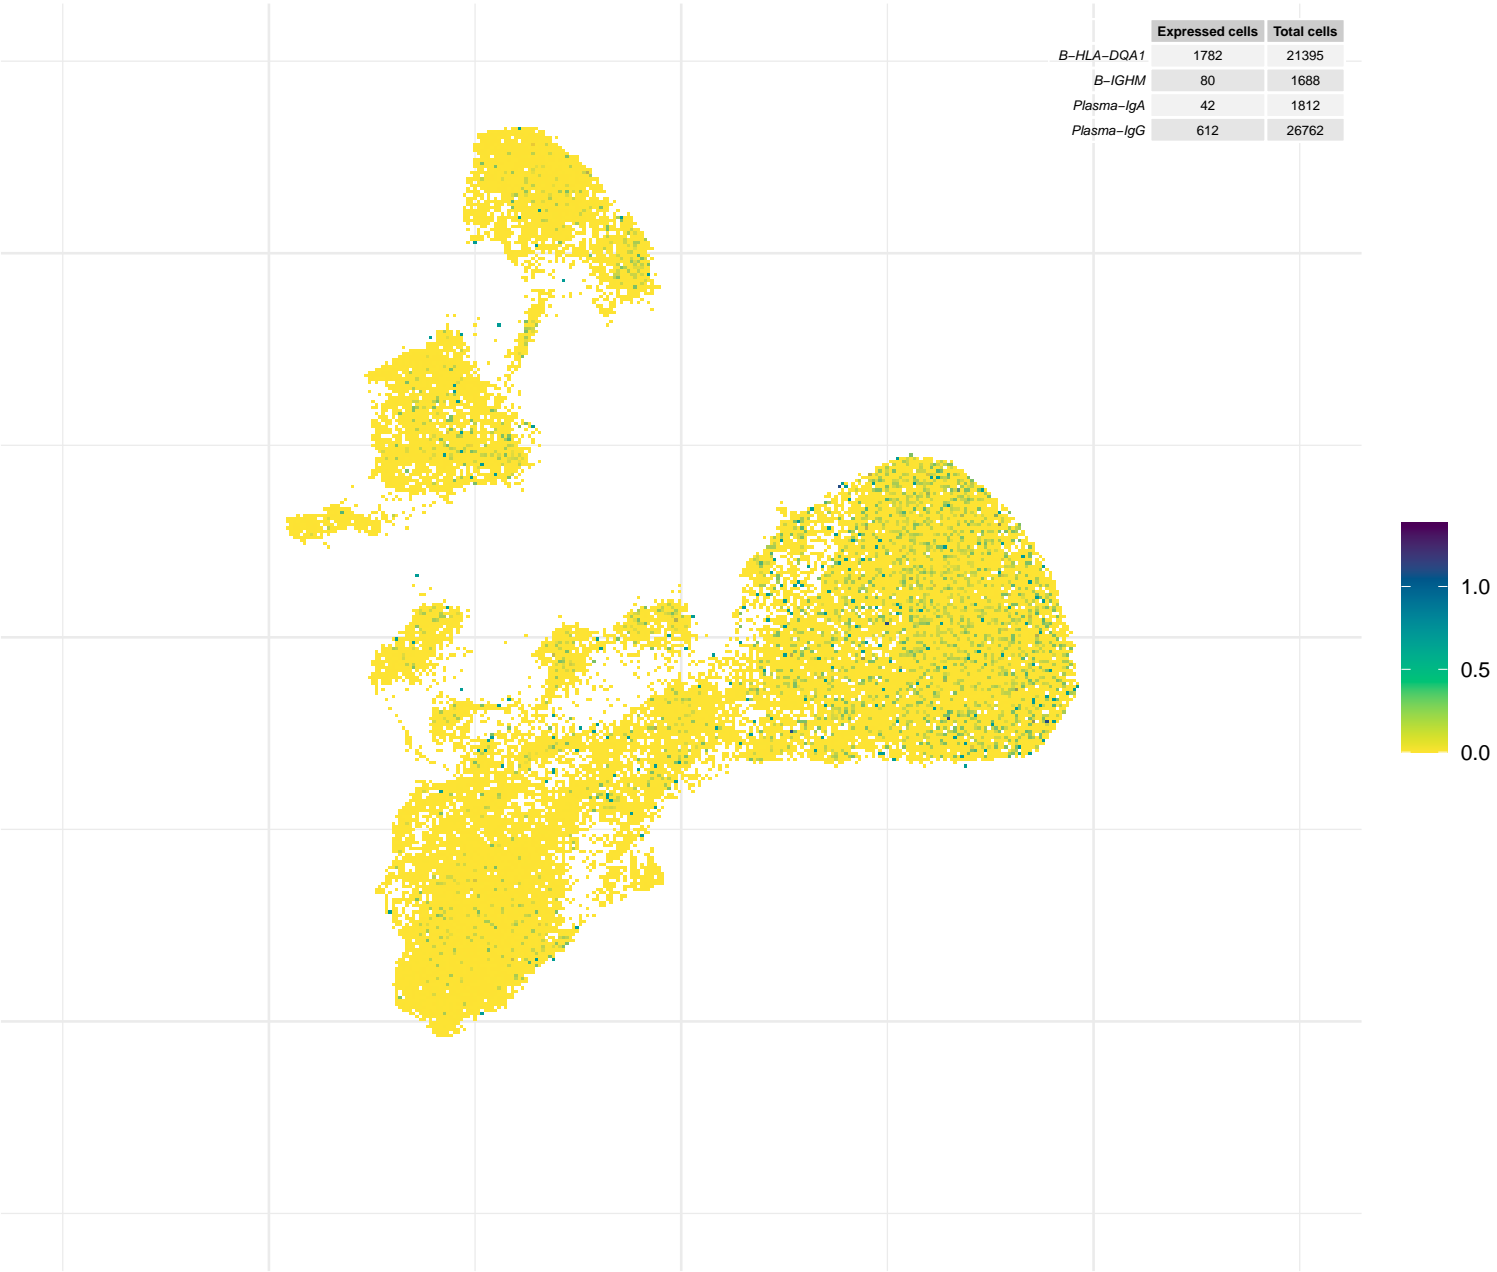 Expressed cells Total cells
B−HLA−DQA1 1782 21395
B−IGHM 80 1688
Plasma−IgA 42 1812
Plasma−IgG 612 26762
1.0
0.5
0.0